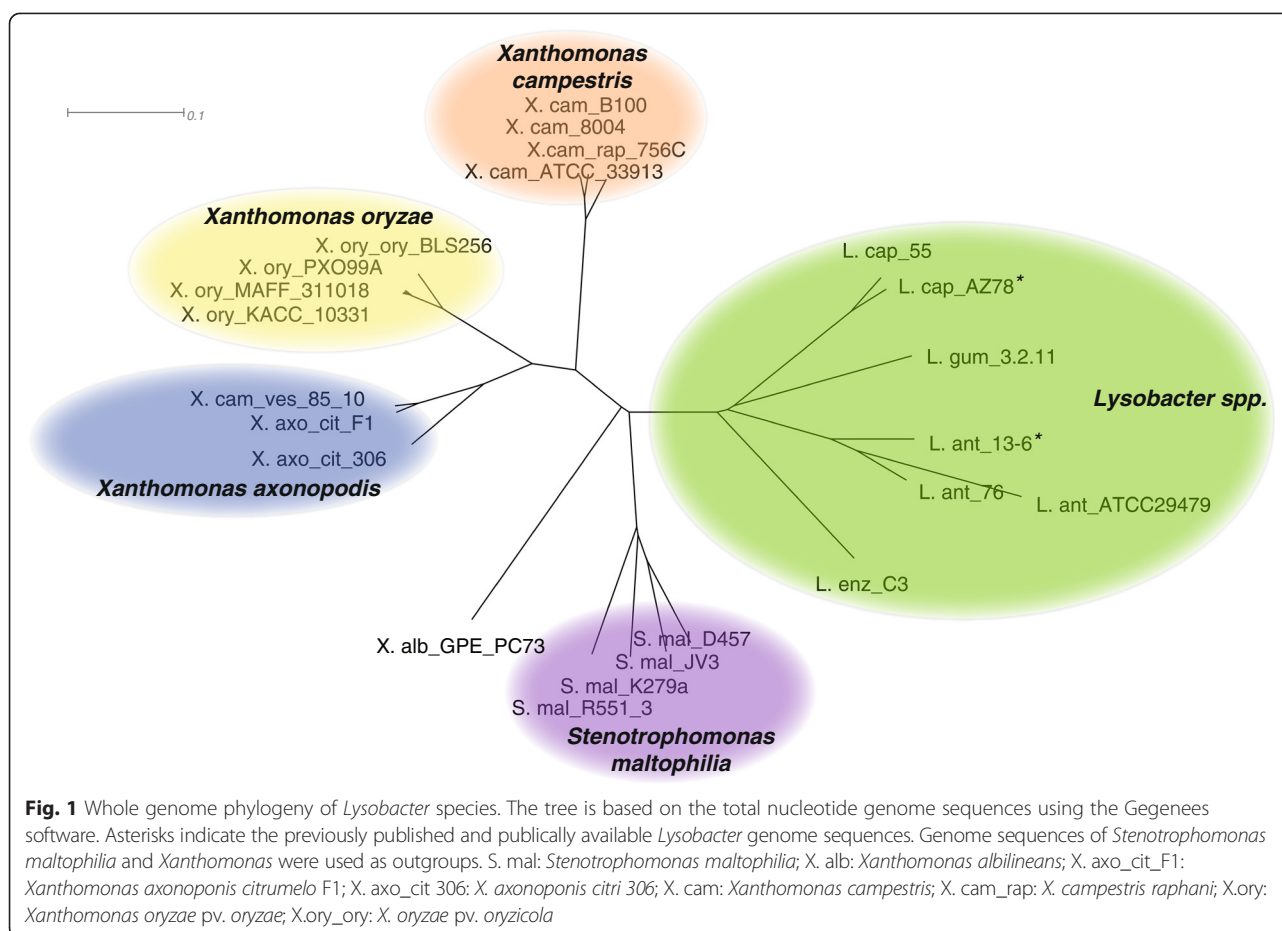 0.1
Xanthomonas
campestris
X. cam_B100
X. cam_8004
X.cam_rap_756C
X. cam_ATCC_33913
Xanthomonas oryzae
X. ory_ory_BLS256
X. ory_PXO99A
X. ory_MAFF_311018
X. ory_KACC_10331
X. cam_ves_85_10
X. axo_cit_F1
X. axo_cit_306
Xanthomonas axonopodis
L. cap_55
L. cap_AZ78*
L. gum_3.2.11
Lysobacter spp.
L. ant_13-6*
L. ant_76
L. ant_ATCC29479
L. enz_C3
X. alb_GPE_PC73
S. mal_D457
S. mal_JV3
S. mal_K279a
S. mal_R551_3
Stenotrophomonas
maltophilia
Fig. 1 Whole genome phylogeny of Lysobacter species. The tree is based on the total nucleotide genome sequences using the Gegenees
software. Asterisks indicate the previously published and publically available Lysobacter genome sequences. Genome sequences of Stenotrophomonas
maltophilia and Xanthomonas were used as outgroups. S. mal: Stenotrophomonas maltophilia; X. alb: Xanthomonas albilineans; X. axo_cit_F1:
Xanthomonas axonoponis citrumelo F1; X. axo_cit 306: X. axonoponis citri 306; X. cam: Xanthomonas campestris; X. cam_rap: X. campestris raphani; X.ory:
Xanthomonas oryzae pv. oryzae; X.ory_ory: X. oryzae pv. oryzicola